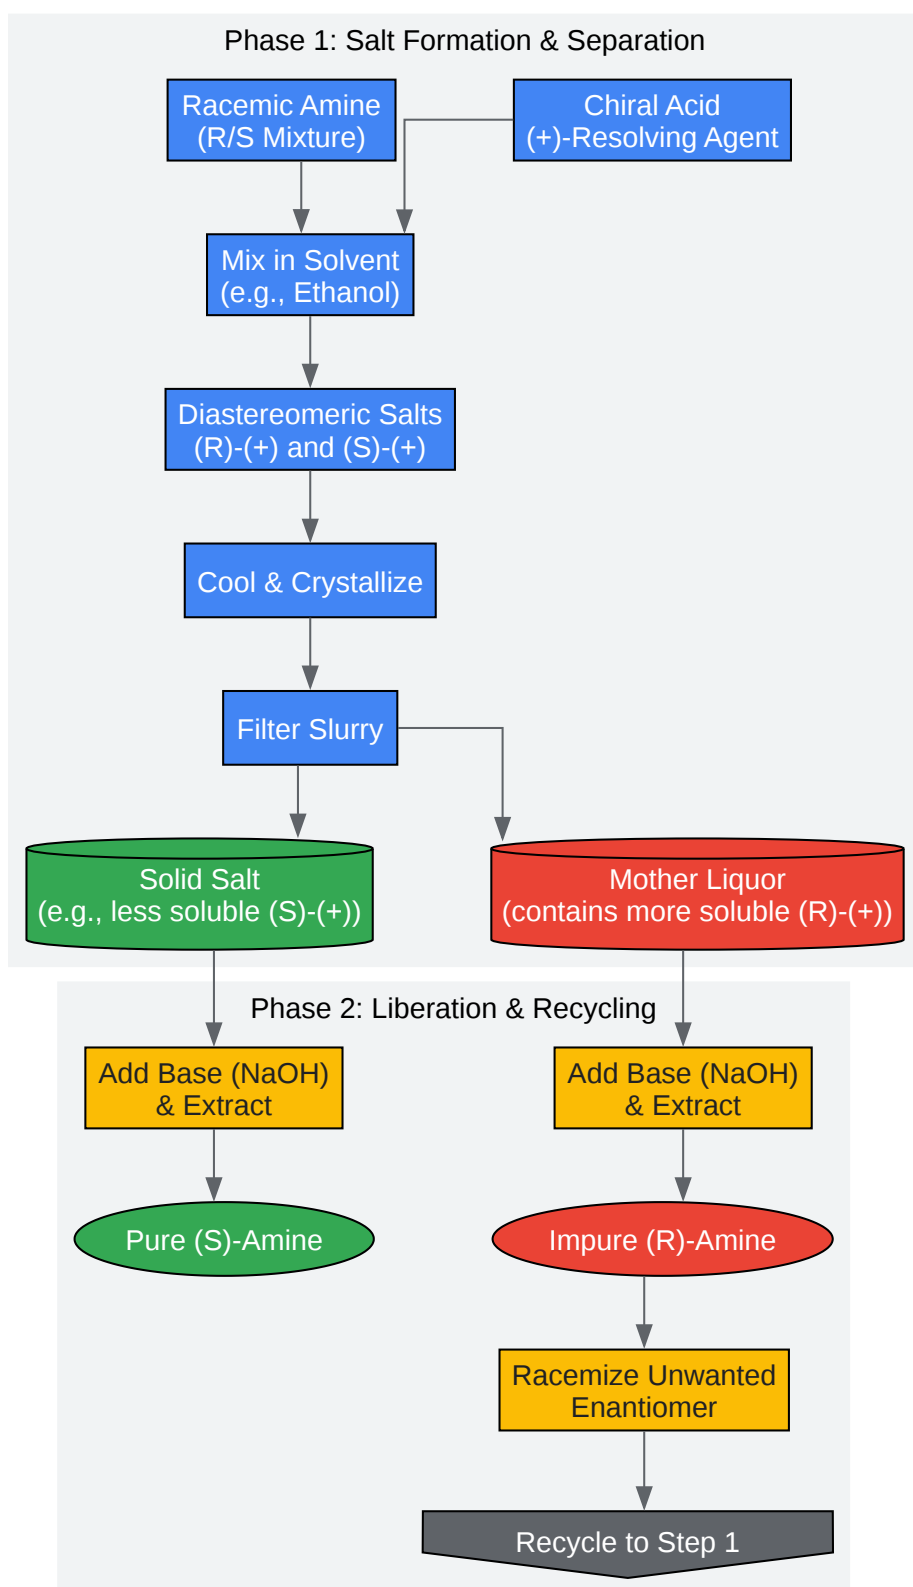 Phase 1: Salt Formation & Separation
Racemic Amine
(R/S Mixture)
Chiral Acid
(+)-Resolving Agent
Mix in Solvent
(e.g., Ethanol)
Diastereomeric Salts
(R)-(+) and (S)-(+)
Cool & Crystallize
Filter Slurry
Solid Salt
(e.g., less soluble (S)-(+))
Mother Liquor
(contains more soluble (R)-(+))
Phase 2: Liberation & Recycling
Add Base (NaOH)
& Extract
Add Base (NaOH)
& Extract
Pure (S)-Amine
Impure (R)-Amine
Racemize Unwanted
Enantiomer
Recycle to Step 1